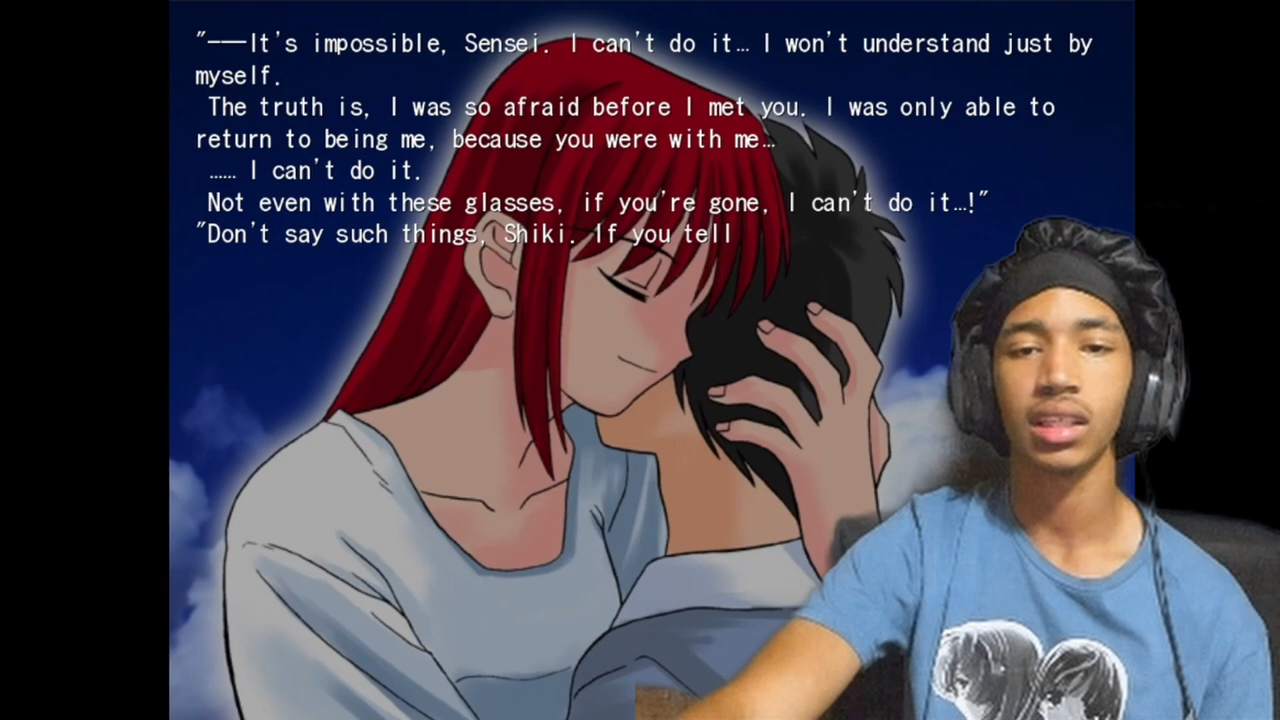 "――It's impossible, Sensei. I can't do it… I won't understand just by
myself.
The truth is, I was so afraid before I met you. I was only able to
return to being me, because you were with me…
…… I can't do it.
Not even with these glasses, if you're gone, I can't do it…!"
"Don't say such things, Shiki. If you tell